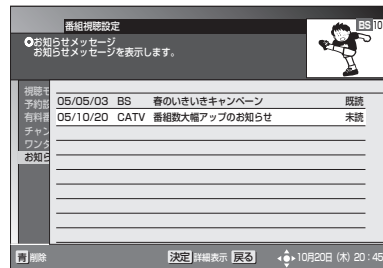 番組視聴設定
BS 10
お知らせメッセージ
お知らせメッセージを表示します。
視聴モ
予約設
有料番
チャン
ワンタ
お知ら
05/05/03 BS 春のいきいきキャンペーン 既読
05/10/20 CATV 番組数大幅アップのお知らせ 未読
青 削除 決定 詳細表示 戻る 10月20日 (木) 20:45